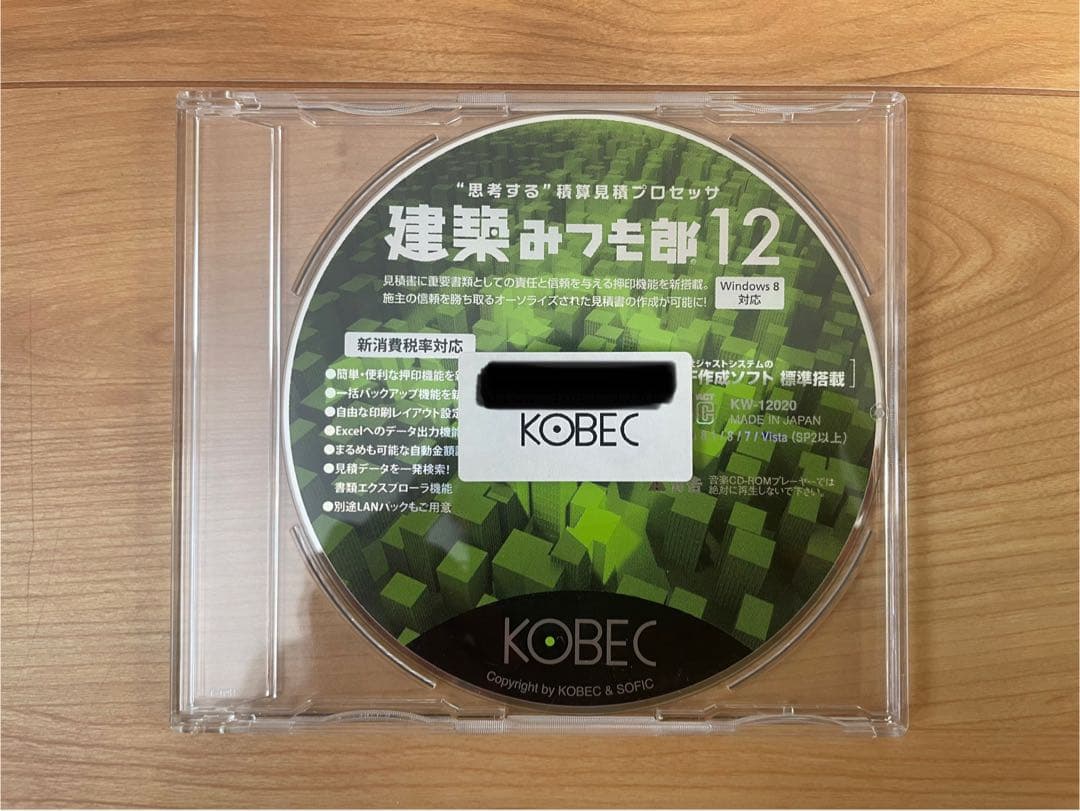 “思考する”積算見積プロセッサ
建築みつも郎12
見積書に重要書類としての責任と信頼を与える押印機能を新搭載。
施主の信頼を勝ち取るオーソライズされた見積書の作成が可能に!
Windows 8
対応
新消費税率対応
●簡単・便利な押印機能を
●一括バックアップ機能を
●自由な印刷レイアウト設定
●Excelへのデータ出力機能
●まるめも可能な自動金額
●見積データを一発検索!
書類エクスプローラ機能
●別途LANパックもご用意
ジャストシステムの
作成ソフト 標準搭載
KW-12020
MADE IN JAPAN
/ 8 / 7 / Vista (SP2以上)
音楽CD-ROMプレーヤーでは
絶対に再生しないで下さい。
KOBEC
KOBEC
Copyright by KOBEC & SOFIC